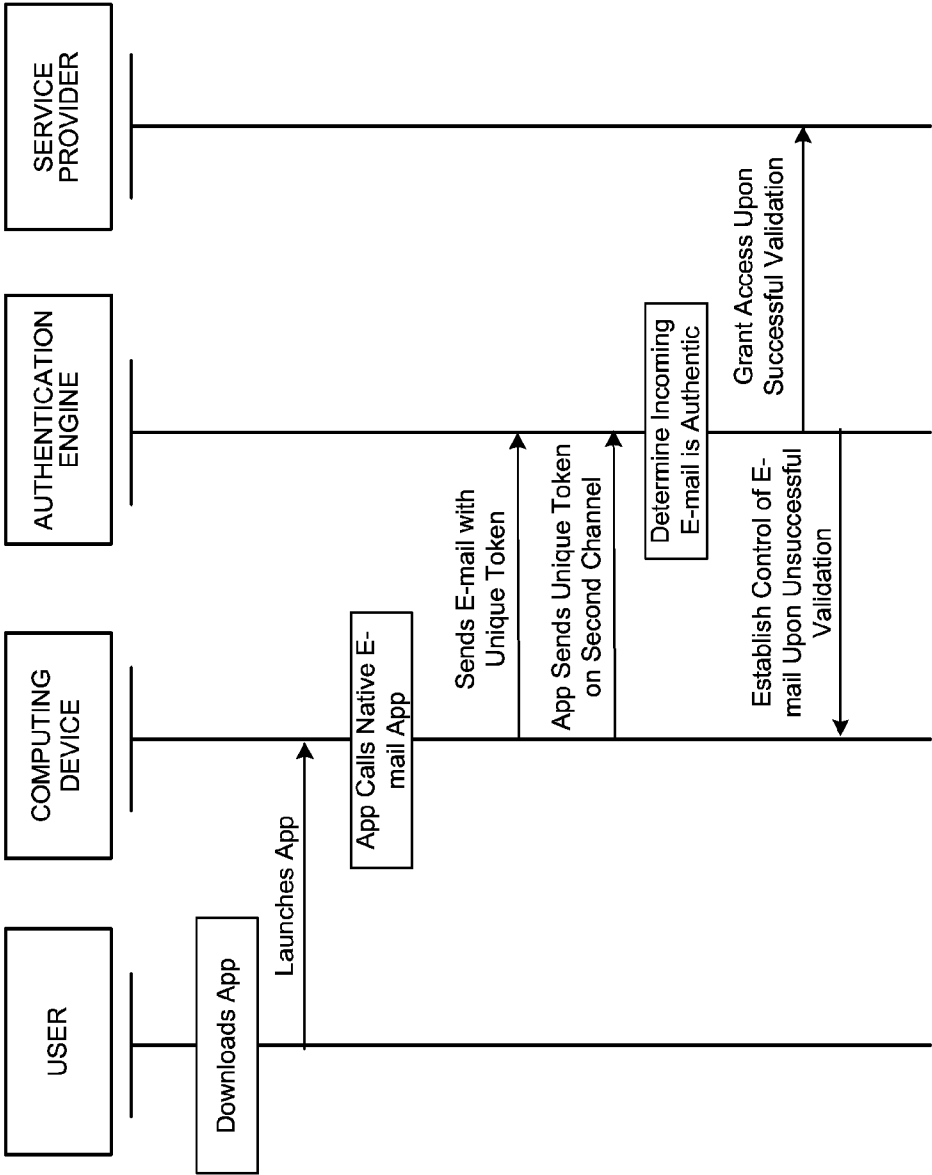 USER
COMPUTING
DEVICE
AUTHENTICATION
ENGINE
SERVICE
PROVIDER
Downloads App
Launches App
App Calls Native E-
mail App
Sends E-mail with
Unique Token
App Sends Unique Token
on Second Channel
Determine Incoming
E-mail is Authentic
Grant Access Upon
Successful Validation
Establish Control of E-
mail Upon Unsuccessful
Validation